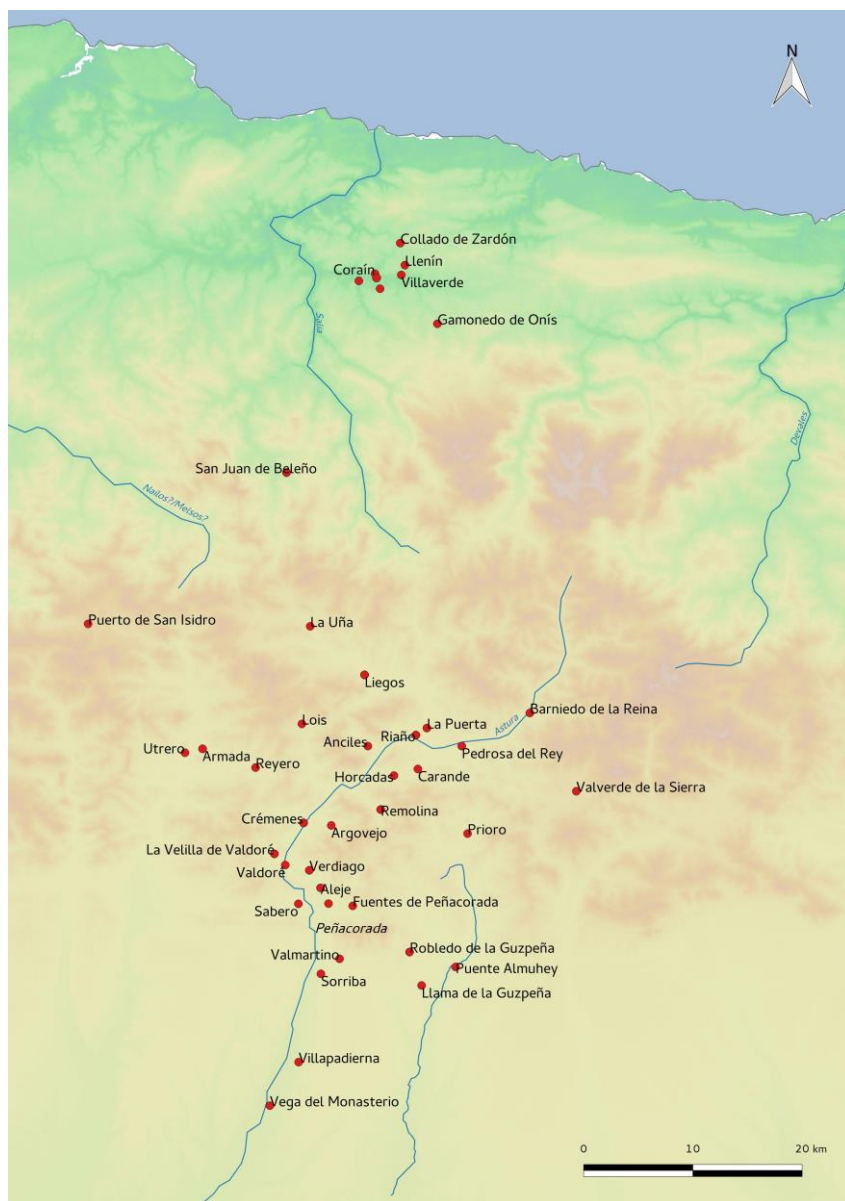 N
Collado de Zardón
Llenín
Coraín
Villaverde
Gamonedo de Onís
Salia
Devales
San Juan de Beleño
Nailos?/Melsos?
Puerto de San Isidro
La Uña
Liegos
Barniedo de la Reina
Lois
La Puerta
Astura
Riaño
Anciles
Pedrosa del Rey
Utrero
Armada
Reyero
Horcadas
Carande
Valverde de la Sierra
Remolina
Crémenes
Argovejo
Prioro
La Velilla de Valdoré
Valdoré
Verdiago
Aleje
Sabero
Fuentes de Peñacorada
Peñacorada
Valmartino
Robledo de la Guzpeña
Puente Almuhey
Sorriba
Llama de la Guzpeña
Villapadierna
Vega del Monasterio
0 10 20 km